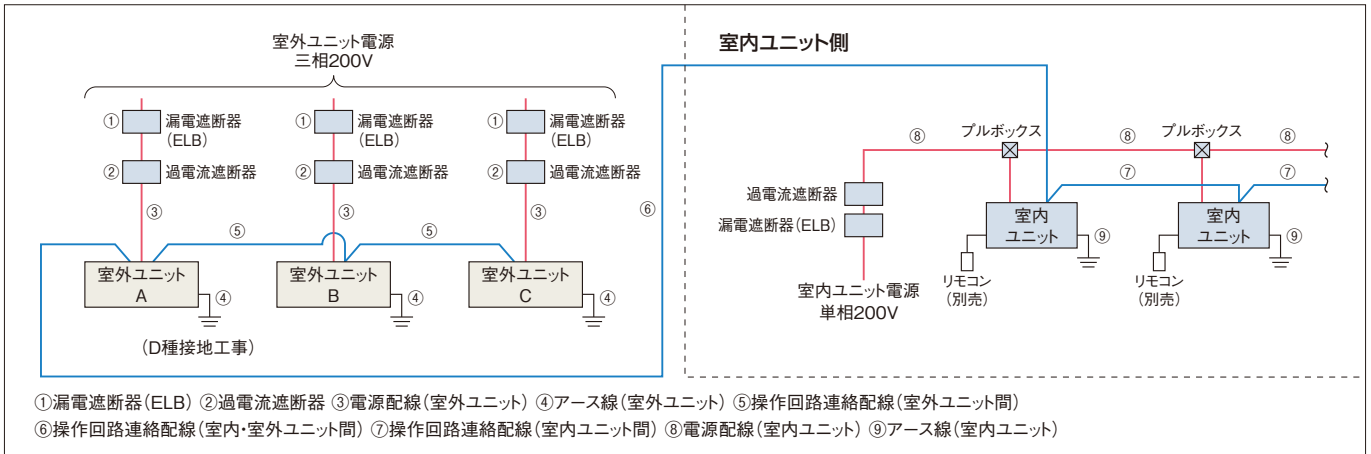 室外ユニット電源
三相200V
① 漏電遮断器
(ELB)
① 漏電遮断器
(ELB)
① 漏電遮断器
(ELB)
② 過電流遮断器
② 過電流遮断器
② 過電流遮断器
③
③
③
⑤
⑤
⑥
室外ユニット
A
④
室外ユニット
B
④
室外ユニット
C
④
(D種接地工事)
室内ユニット側
⑧
プルボックス
⑧
プルボックス
⑧
⑦
⑦
過電流遮断器
漏電遮断器(ELB)
室内ユニット電源
単相200V
室内
ユニット
⑨
リモコン
(別売)
室内
ユニット
⑨
リモコン
(別売)
①漏電遮断器(ELB) ②過電流遮断器 ③電源配線(室外ユニット) ④アース線(室外ユニット) ⑤操作回路連絡配線(室外ユニット間)
⑥操作回路連絡配線(室内・室外ユニット間) ⑦操作回路連絡配線(室内ユニット間) ⑧電源配線(室内ユニット) ⑨アース線(室内ユニット)